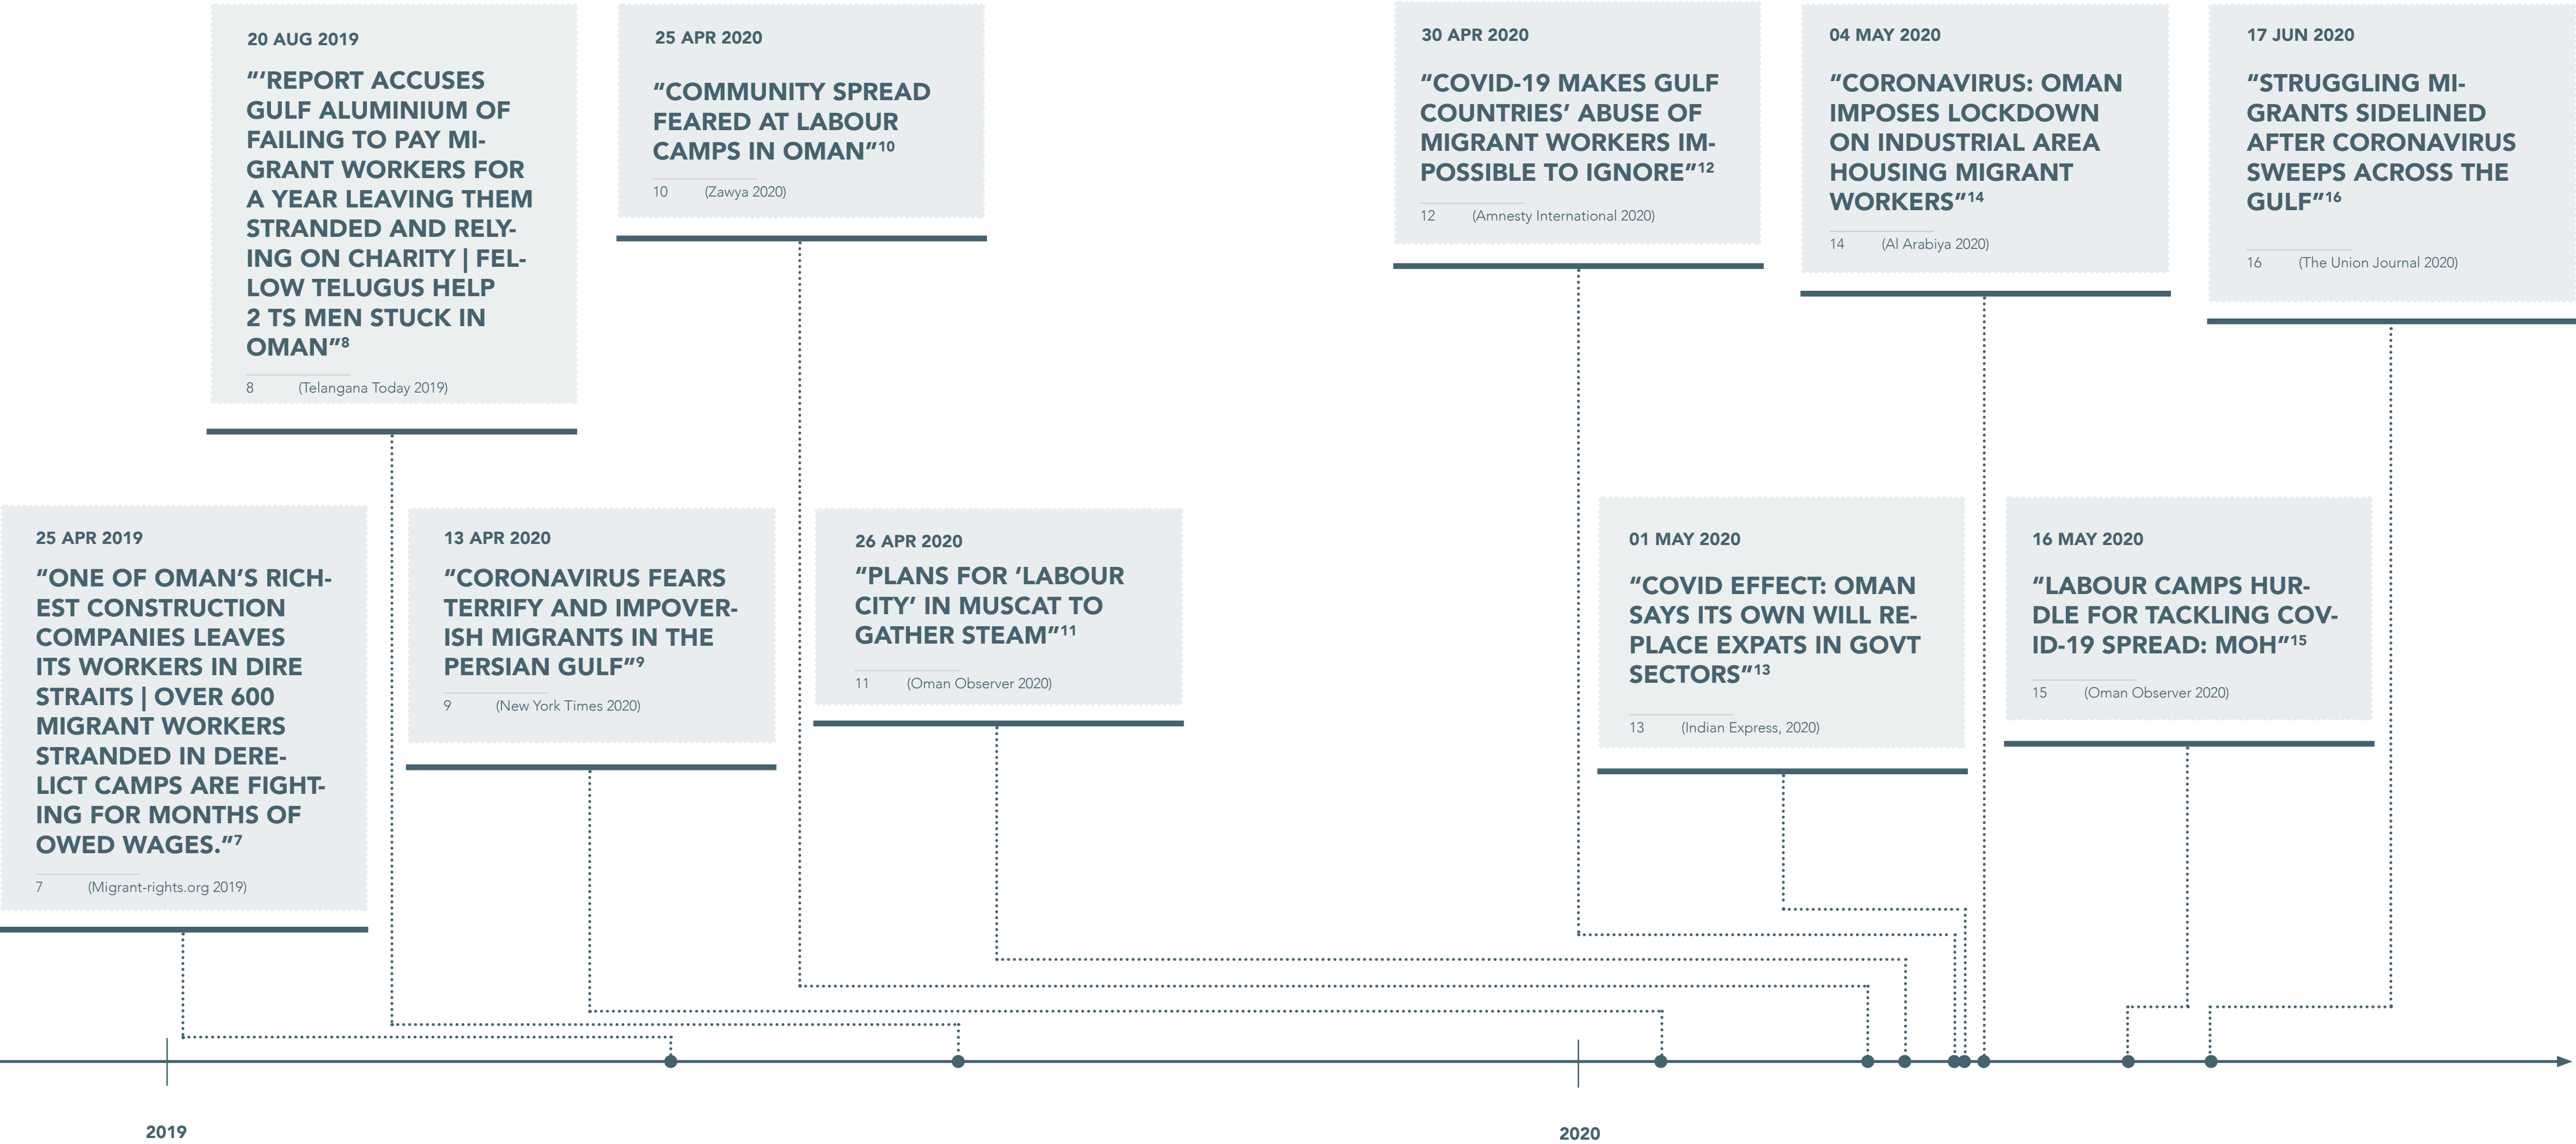 20 AUG 2019
“‘REPORT ACCUSES
GULF ALUMINIUM OF
FAILING TO PAY MI-
GRANT WORKERS FOR
A YEAR LEAVING THEM
STRANDED AND RELY-
ING ON CHARITY | FEL-
LOW TELUGUS HELP
2 TS MEN STUCK IN
OMAN”8
8 (Telangana Today 2019)
25 APR 2020
“COMMUNITY SPREAD
FEARED AT LABOUR
CAMPS IN OMAN”10
10 (Zawya 2020)
30 APR 2020
“COVID-19 MAKES GULF
COUNTRIES’ ABUSE OF
MIGRANT WORKERS IM-
POSSIBLE TO IGNORE”12
12 (Amnesty International 2020)
04 MAY 2020
“CORONAVIRUS: OMAN
IMPOSES LOCKDOWN
ON INDUSTRIAL AREA
HOUSING MIGRANT
WORKERS”14
14 (Al Arabiya 2020)
17 JUN 2020
“STRUGGLING MI-
GRANTS SIDELINED
AFTER CORONAVIRUS
SWEEPS ACROSS THE
GULF”16
16 (The Union Journal 2020)
25 APR 2019
“ONE OF OMAN’S RICH-
EST CONSTRUCTION
COMPANIES LEAVES
ITS WORKERS IN DIRE
STRAITS | OVER 600
MIGRANT WORKERS
STRANDED IN DERE-
LICT CAMPS ARE FIGHT-
ING FOR MONTHS OF
OWED WAGES.”7
7 (Migrant-rights.org 2019)
13 APR 2020
“CORONAVIRUS FEARS
TERRIFY AND IMPOVER-
ISH MIGRANTS IN THE
PERSIAN GULF”9
9 (New York Times 2020)
26 APR 2020
“PLANS FOR ‘LABOUR
CITY’ IN MUSCAT TO
GATHER STEAM”11
11 (Oman Observer 2020)
01 MAY 2020
“COVID EFFECT: OMAN
SAYS ITS OWN WILL RE-
PLACE EXPATS IN GOVT
SECTORS”13
13 (Indian Express, 2020)
16 MAY 2020
“LABOUR CAMPS HUR-
DLE FOR TACKLING COV-
ID-19 SPREAD: MOH”15
15 (Oman Observer 2020)
2019
2020